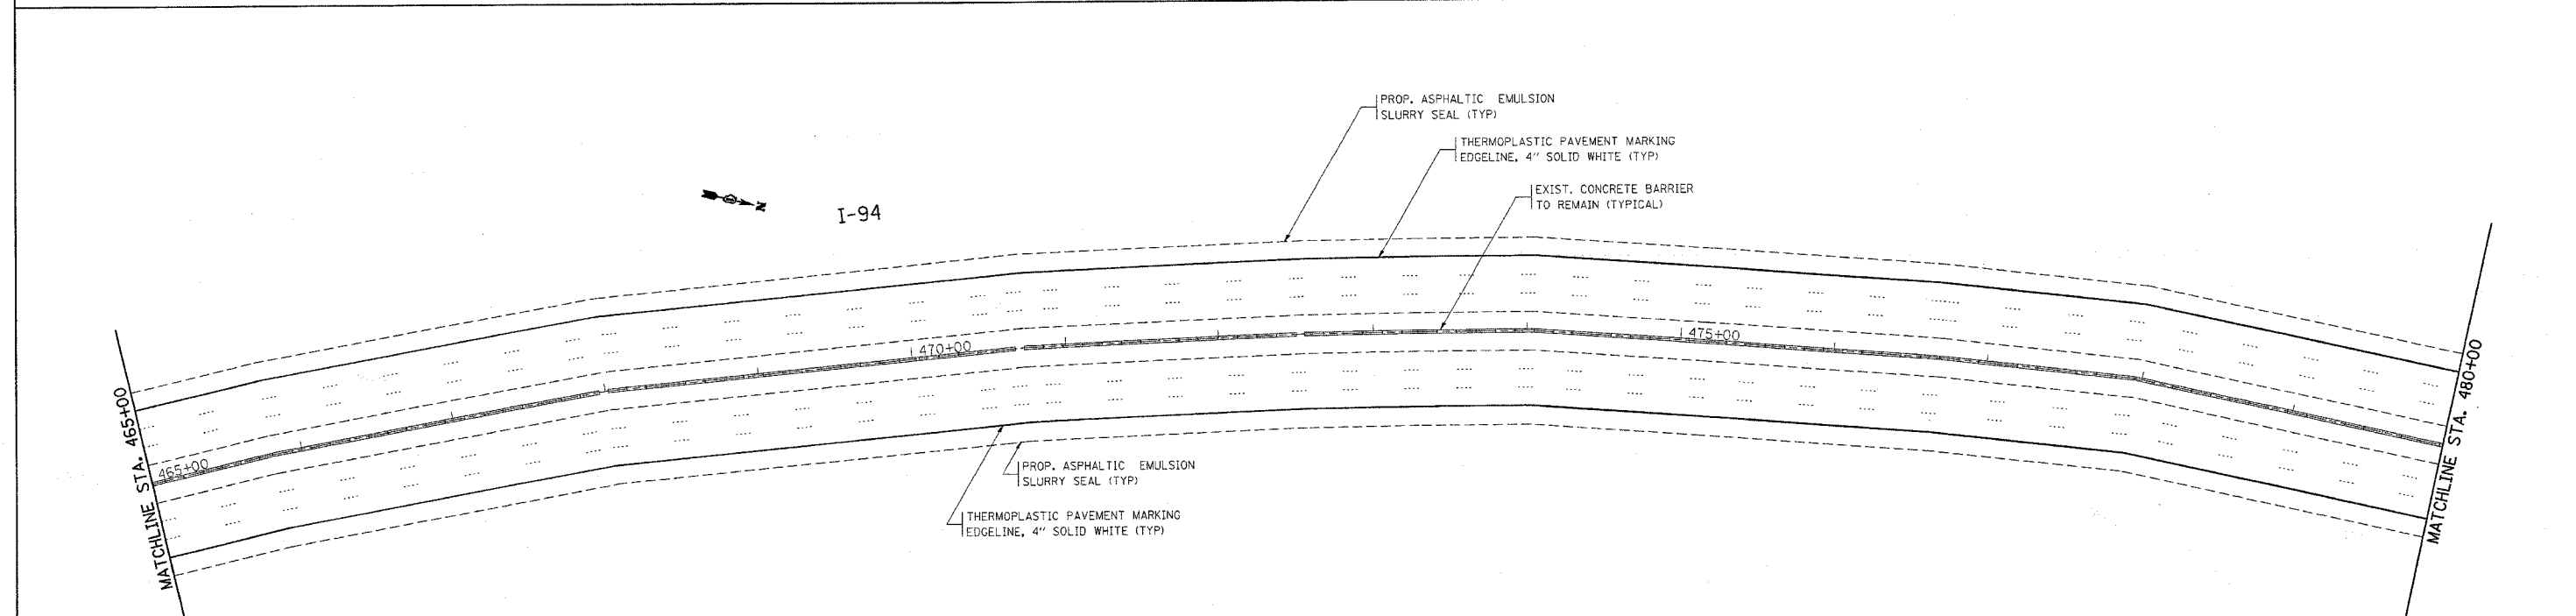 PROP. ASPHALTIC EMULSION
SLURRY SEAL (TYP)
THERMOPLASTIC PAVEMENT MARKING
EDGELINE, 4" SOLID WHITE (TYP)
EXIST. CONCRETE BARRIER
TO REMAIN (TYPICAL)
N
I-94
MATCHLINE STA. 465+00
465+00
470+00
475+00
MATCHLINE STA. 480+00
PROP. ASPHALTIC EMULSION
SLURRY SEAL (TYP)
THERMOPLASTIC PAVEMENT MARKING
EDGELINE, 4" SOLID WHITE (TYP)